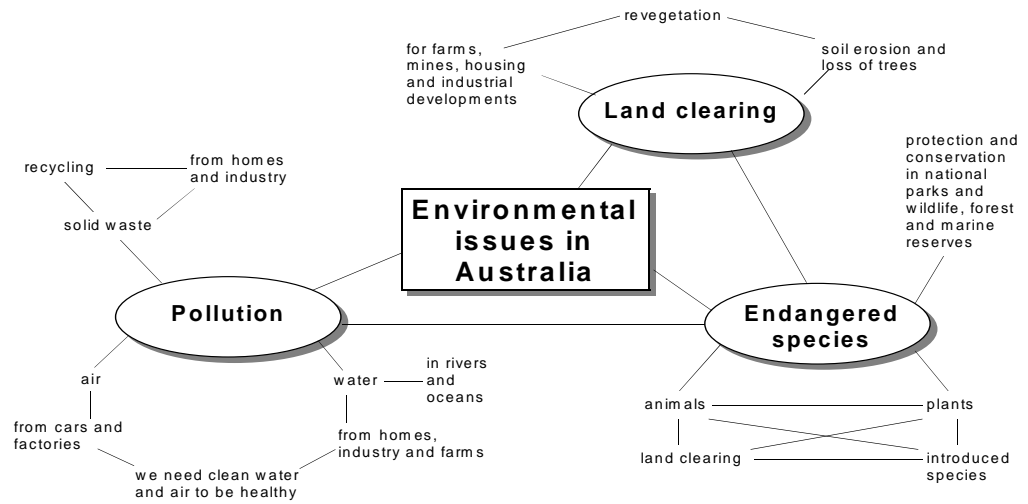 revegetation
for farms,
mines, housing
and industrial
developments
soil erosion and
loss of trees
Land clearing
protection and
conservation
in national
parks and
wildlife, forest
and marine
reserves
recycling
from homes
and industry
solid waste
Environmental
issues in
Australia
Pollution
Endangered
species
air
water
in rivers
and
oceans
from cars and
factories
from homes,
industry and farms
we need clean water
and air to be healthy
animals
plants
land clearing
introduced
species